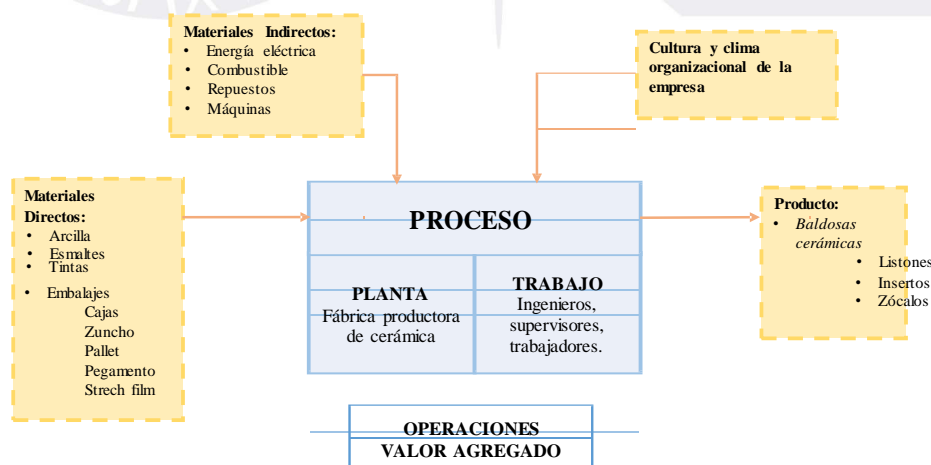 Materiales Indirectos:
• Energía eléctrica
• Combustible
• Repuestos
• Máquinas
Cultura y clima
organizacional de la
empresa
Materiales
Directos:
• Arcilla
• Esmaltes
• Tintas
• Embalajes
Cajas
Zuncho
Pallet
Pegamento
Strech film
PROCESO
PLANTA
Fábrica productora
de cerámica
TRABAJO
Ingenieros,
supervisores,
trabajadores.
Producto:
• Baldosas
cerámicas
• Listones
• Insertos
• Zócalos
OPERACIONES
VALOR AGREGADO